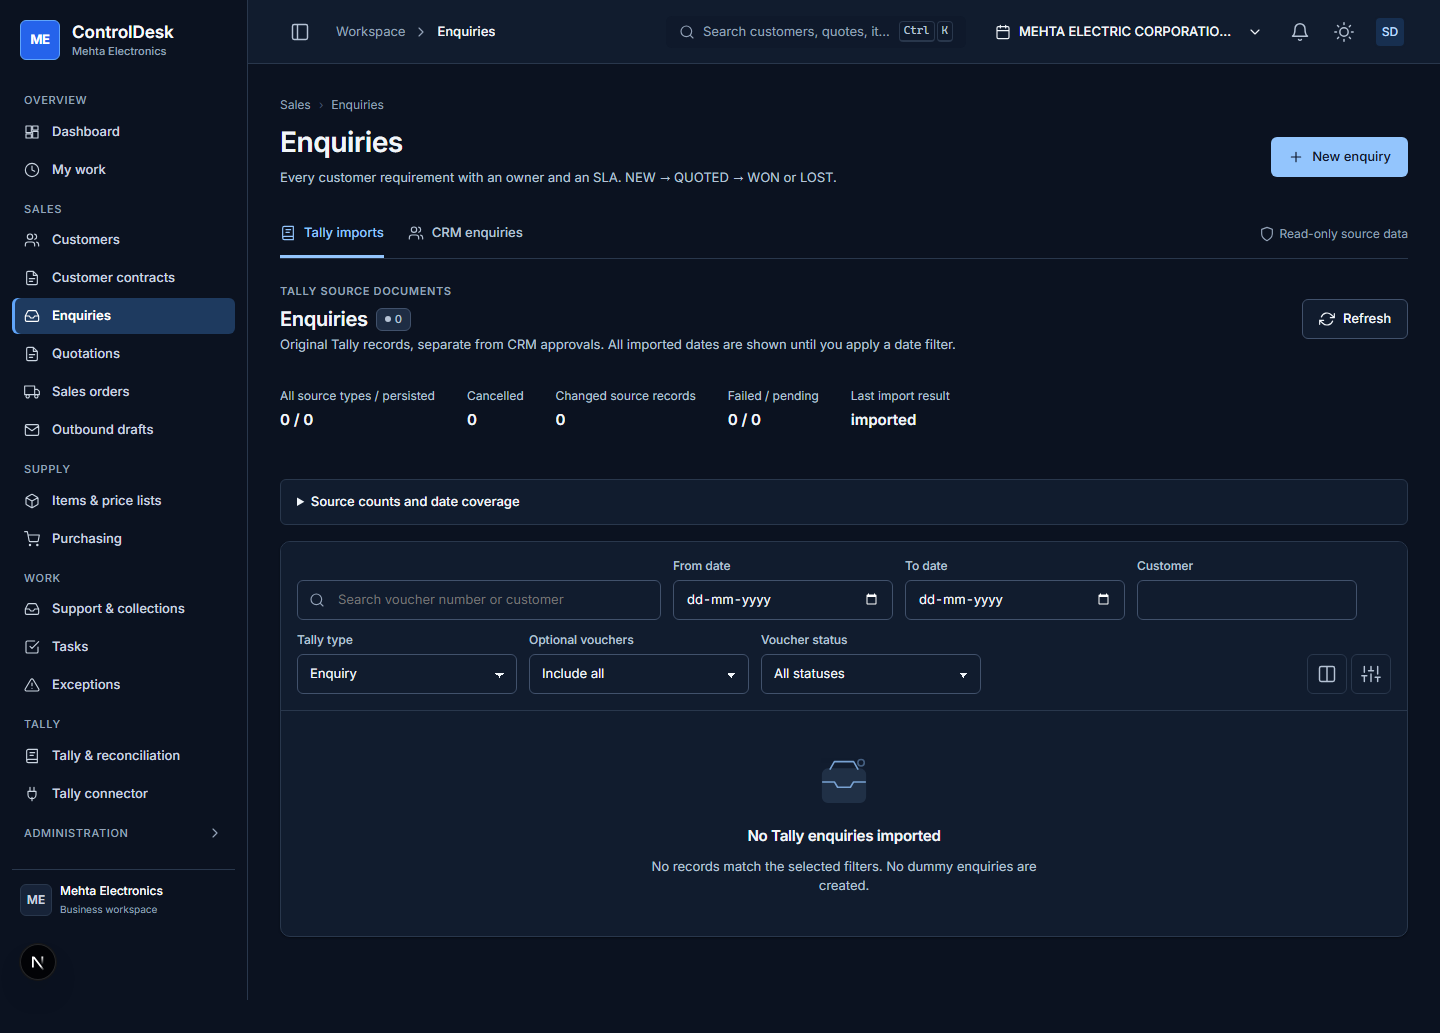 ME
ControlDesk
Mehta Electronics
Workspace
Enquiries
Search customers, quotes, it...
Ctrl
K
MEHTA ELECTRIC CORPORATIO...
SD
OVERVIEW
Dashboard
My work
SALES
Customers
Customer contracts
Enquiries
Quotations
Sales orders
Outbound drafts
SUPPLY
Items & price lists
Purchasing
WORK
Support & collections
Tasks
Exceptions
TALLY
Tally & reconciliation
Tally connector
ADMINISTRATION
ME
Mehta Electronics
Business workspace
N
Sales › Enquiries
Enquiries
Every customer requirement with an owner and an SLA. NEW → QUOTED → WON or LOST.
+ New enquiry
Tally imports
CRM enquiries
Read-only source data
TALLY SOURCE DOCUMENTS
Enquiries
0
Original Tally records, separate from CRM approvals. All imported dates are shown until you apply a date filter.
Refresh
All source types / persisted
0 / 0
Cancelled
0
Changed source records
0
Failed / pending
0 / 0
Last import result
imported
Source counts and date coverage
Search voucher number or customer
From date
dd-mm-yyyy
To date
dd-mm-yyyy
Customer
Tally type
Enquiry
Optional vouchers
Include all
Voucher status
All statuses
No Tally enquiries imported
No records match the selected filters. No dummy enquiries are
created.